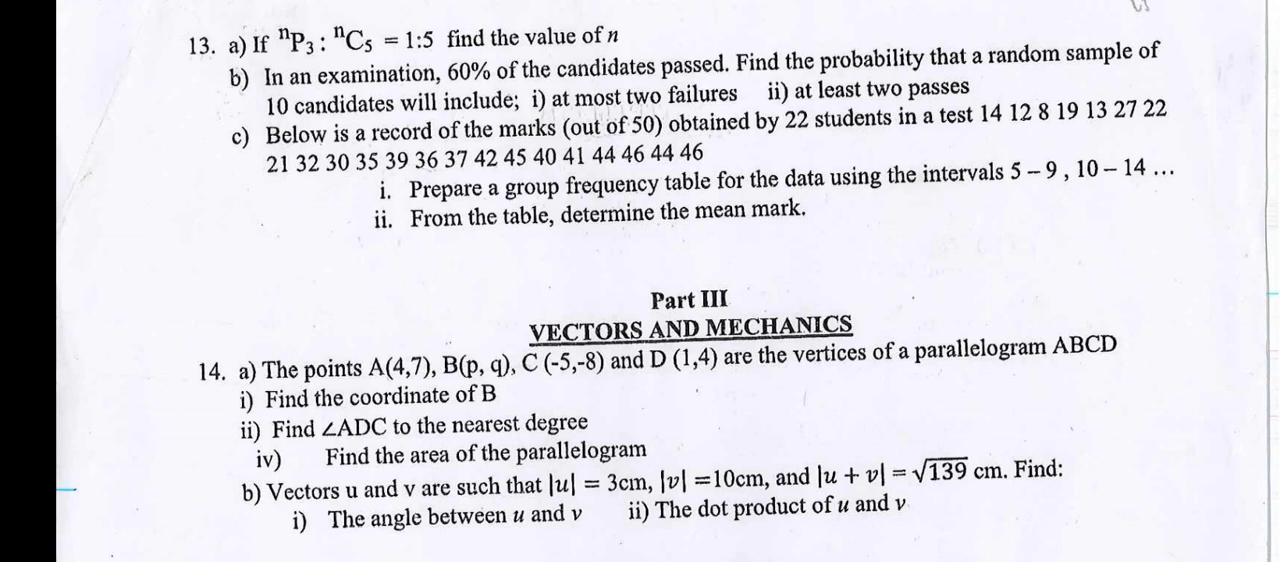 13. a) If ⁿP₃ : ⁿC₅ = 1:5 find the value of n
b) In an examination, 60% of the candidates passed. Find the probability that a random sample of
10 candidates will include; i) at most two failures ii) at least two passes
c) Below is a record of the marks (out of 50) obtained by 22 students in a test 14 12 8 19 13 27 22
21 32 30 35 39 36 37 42 45 40 41 44 46 44 46
i. Prepare a group frequency table for the data using the intervals 5 – 9 , 10 – 14 ...
ii. From the table, determine the mean mark.
Part III
VECTORS AND MECHANICS
14. a) The points A(4,7), B(p, q), C (-5,-8) and D (1,4) are the vertices of a parallelogram ABCD
i) Find the coordinate of B
ii) Find ∠ADC to the nearest degree
iv) Find the area of the parallelogram
b) Vectors u and v are such that |u| = 3cm, |v| =10cm, and |u + v| = √139 cm. Find:
i) The angle between u and v ii) The dot product of u and v